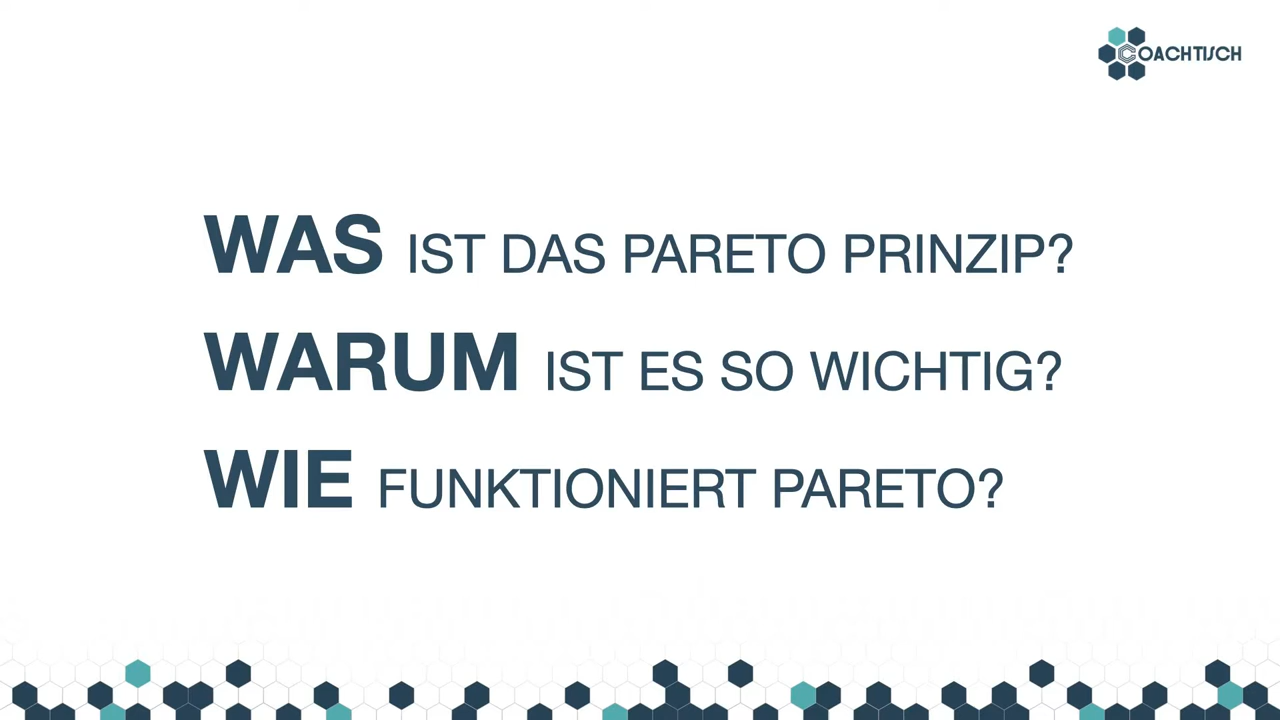 COACHTISCH
WAS IST DAS PARETO PRINZIP?
WARUM IST ES SO WICHTIG?
WIE FUNKTIONIERT PARETO?